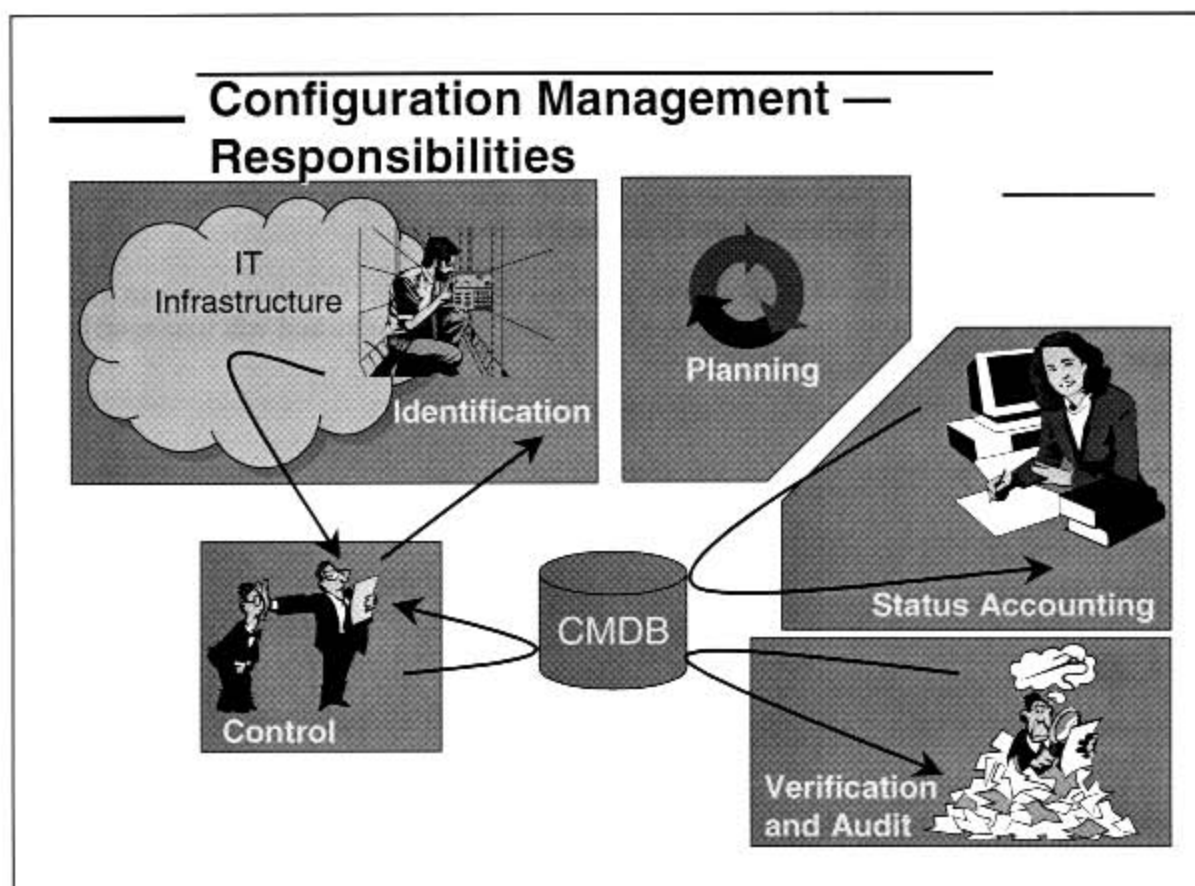 Configuration Management —
Responsibilities
IT
Infrastructure
Identification
Planning
Status Accounting
CMDB
Control
Verification
and Audit